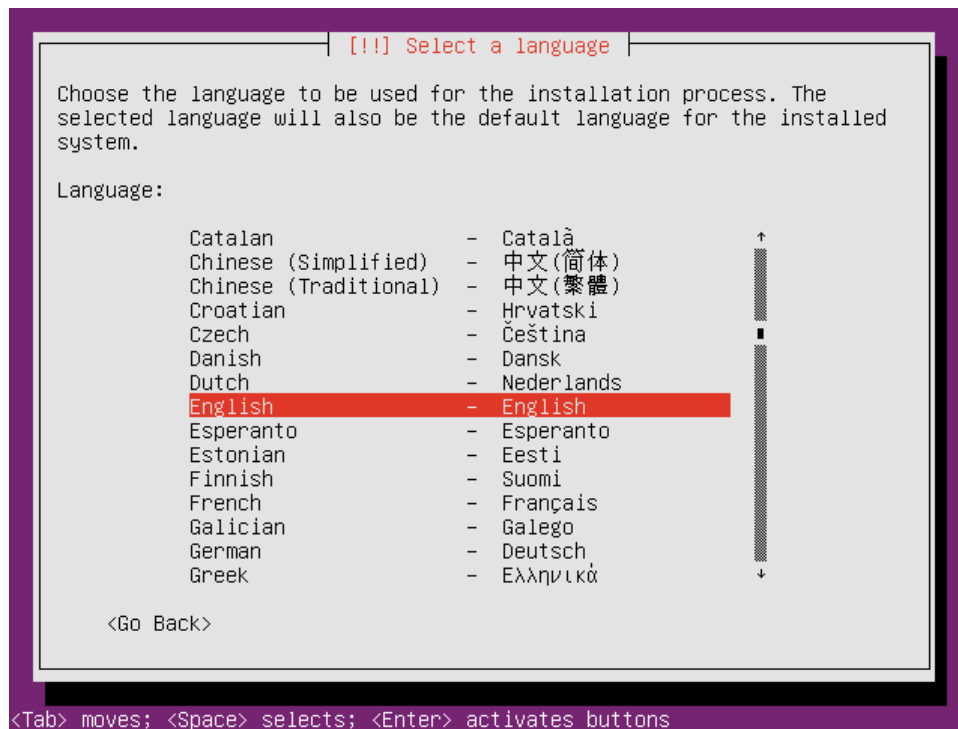 [!!] Select a language
Choose the language to be used for the installation process. The
selected language will also be the default language for the installed
system.
Language:
Catalan - Català
Chinese (Simplified) - 中文(简体)
Chinese (Traditional) - 中文(繁體)
Croatian - Hrvatski
Czech - Čeština
Danish - Dansk
Dutch - Nederlands
English - English
Esperanto - Esperanto
Estonian - Eesti
Finnish - Suomi
French - Français
Galician - Galego
German - Deutsch
Greek - Ελληνικά
<Go Back>
<Tab> moves; <Space> selects; <Enter> activates buttons